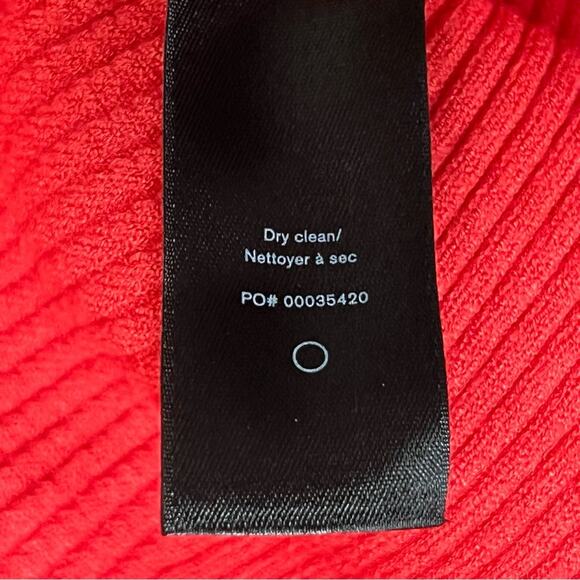 Dry clean/
Nettoyer à sec
PO# 00035420